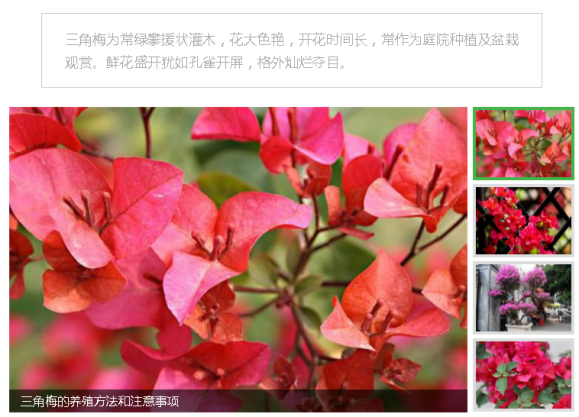 三角梅为常绿攀援状灌木，花大色艳，开花时间长，常作为庭院种植及盆栽
观赏。鲜花盛开犹如孔雀开屏，格外灿烂夺目。
三角梅的养殖方法和注意事项